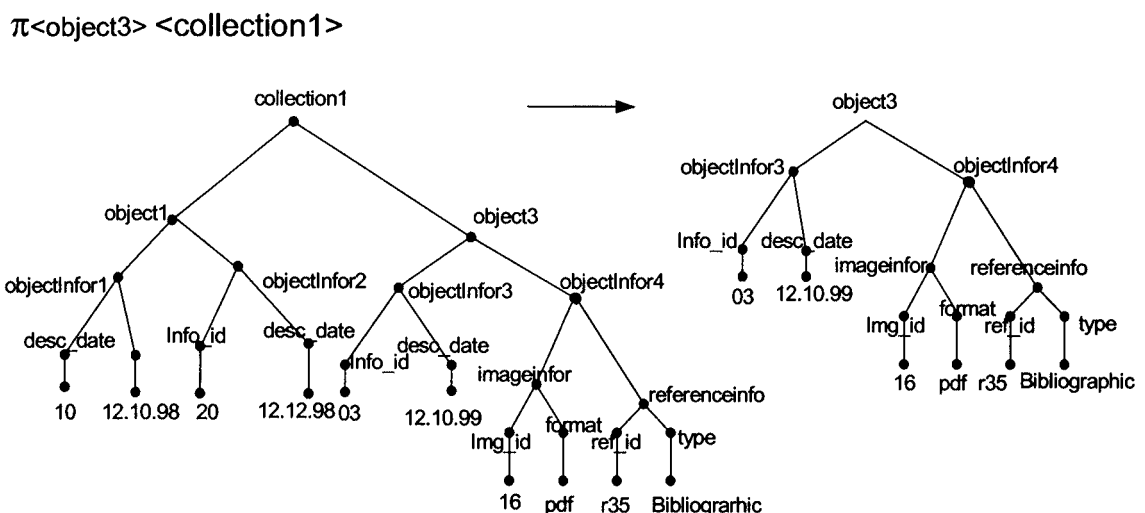 π<object3> <collection1>
collection1
object3
object1
object3
objectInfor3
objectInfor4
objectInfor1
objectInfor2
objectInfor3
objectInfor4
Info_id
desc_date
imageinfor
referenceinfo
03
12.10.99
desc_date
Info_id
desc_date
Info_id
desc_date
imageinfor
referenceinfo
Img_id
format
ref_id
type
16
pdf
r35
Bibliographic
10
12.10.98
20
12.12.98
03
12.10.99
Img_id
format
ref_id
type
16
pdf
r35
Bibliograrhic